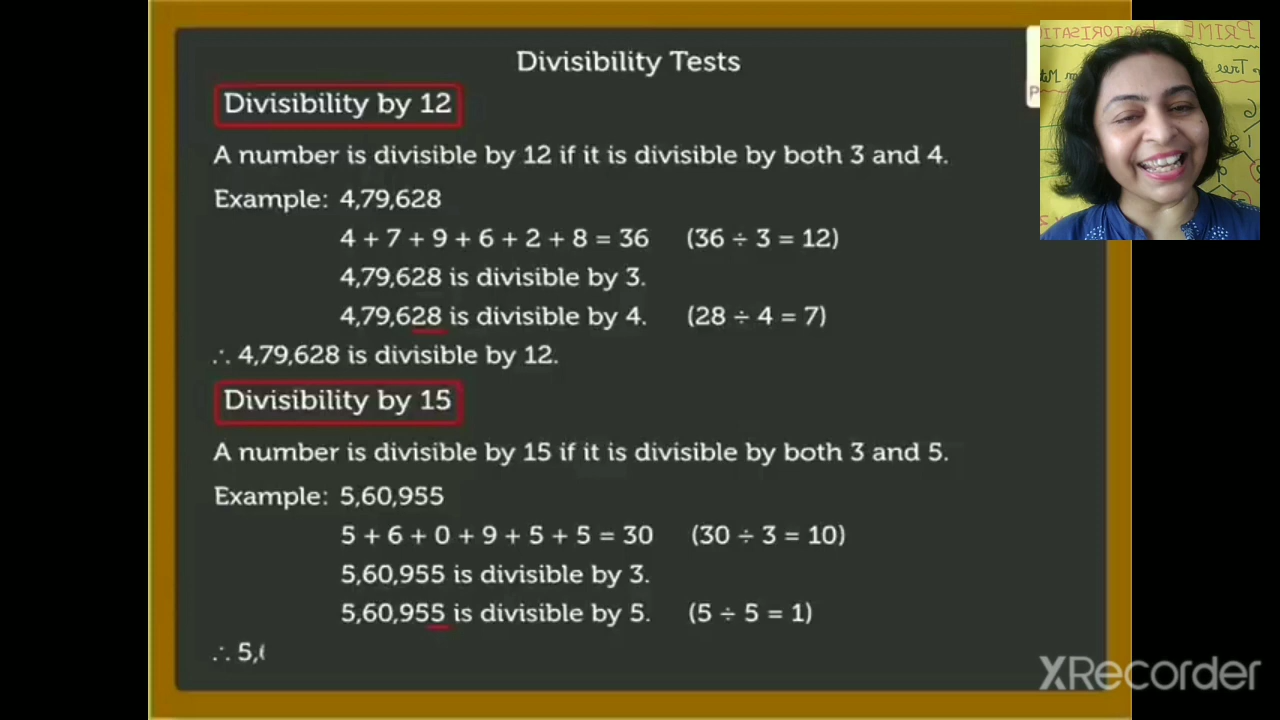 Divisibility Tests
Divisibility by 12
A number is divisible by 12 if it is divisible by both 3 and 4.
Example: 4,79,628
4 + 7 + 9 + 6 + 2 + 8 = 36 (36 ÷ 3 = 12)
4,79,628 is divisible by 3.
4,79,628 is divisible by 4. (28 ÷ 4 = 7)
∴ 4,79,628 is divisible by 12.
Divisibility by 15
A number is divisible by 15 if it is divisible by both 3 and 5.
Example: 5,60,955
5 + 6 + 0 + 9 + 5 + 5 = 30 (30 ÷ 3 = 10)
5,60,955 is divisible by 3.
5,60,955 is divisible by 5. (5 ÷ 5 = 1)
∴ 5,
PRIME FACTORISATION
Tree
XRecorder